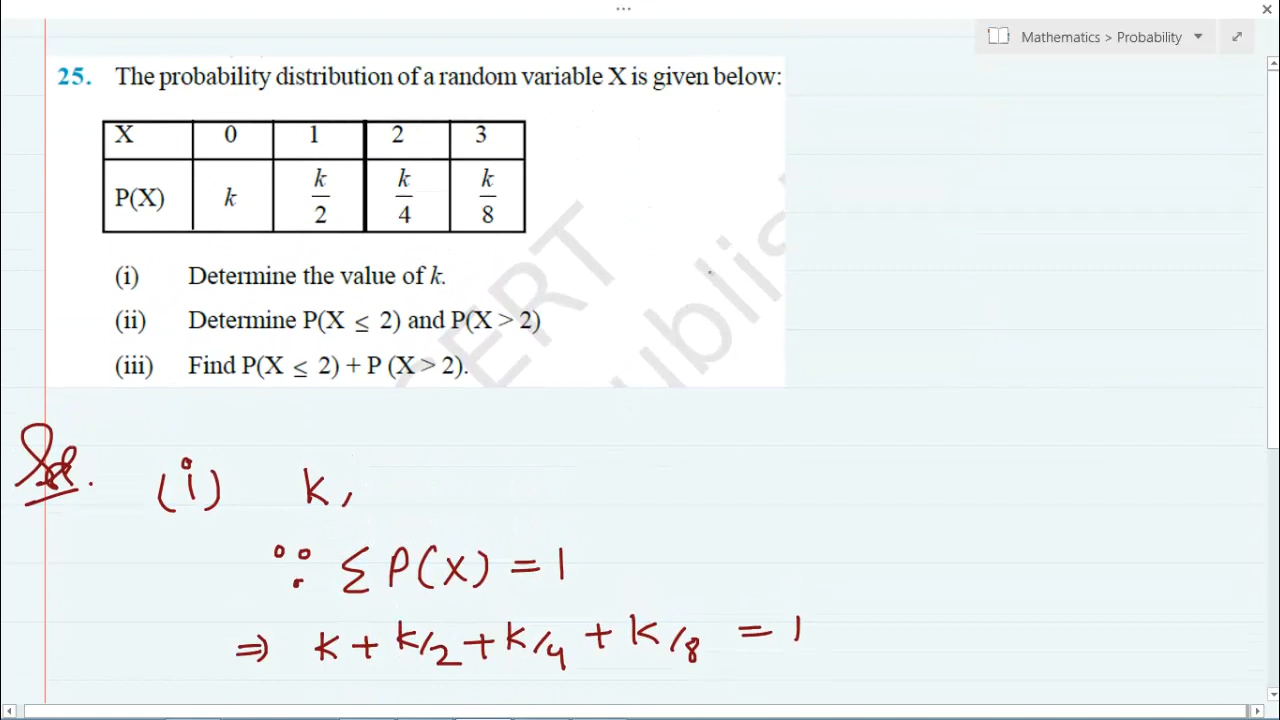 Mathematics > Probability
25. The probability distribution of a random variable X is given below:
X 0 1 2 3
P(X) k k/2 k/4 k/8
(i) Determine the value of k.
(ii) Determine P(X ≤ 2) and P(X > 2)
(iii) Find P(X ≤ 2) + P (X > 2).
Sol. (i) k,
∵ ΣP(X) = 1
⇒ k + k/2 + k/4 + k/8 = 1